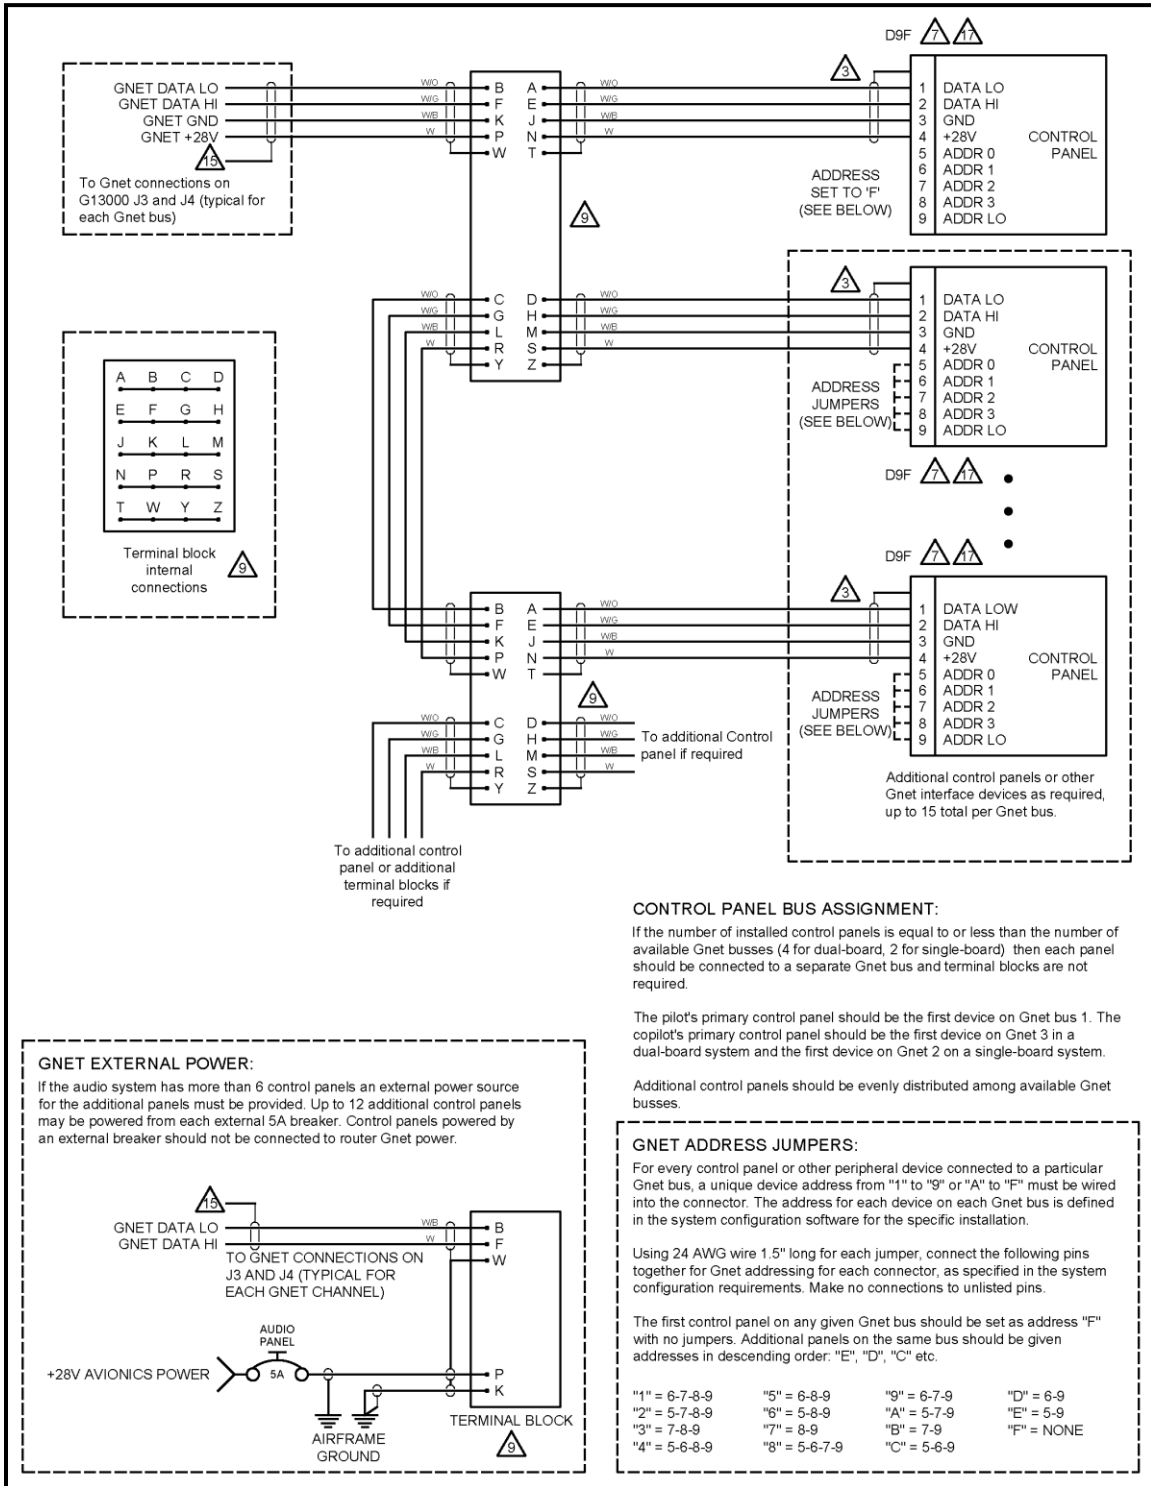 D9F 7 17
3
GNET DATA LO
GNET DATA HI
GNET GND
GNET +28V
15
To Gnet connections on
G13000 J3 and J4 (typical for
each Gnet bus)
W/O B A W/O
W/G F E W/G
W/B K J W/B
W P N W
W T
9
1 DATA LO
2 DATA HI
3 GND
4 +28V
5 ADDR 0
6 ADDR 1
7 ADDR 2
8 ADDR 3
9 ADDR LO
CONTROL
PANEL
ADDRESS
SET TO 'F'
(SEE BELOW)
W/O C D W/O
W/G G H W/G
W/B L M W/B
W R S W
Y Z
3
1 DATA LO
2 DATA HI
3 GND
4 +28V
5 ADDR 0
6 ADDR 1
7 ADDR 2
8 ADDR 3
9 ADDR LO
CONTROL
PANEL
ADDRESS
JUMPERS
(SEE BELOW)
D9F 7 17
A B C D
E F G H
J K L M
N P R S
T W Y Z
Terminal block
internal
connections
9
D9F 7 17
3
B A W/O
F E W/G
K J W/B
P N W
W T
9
1 DATA LOW
2 DATA HI
3 GND
4 +28V
5 ADDR 0
6 ADDR 1
7 ADDR 2
8 ADDR 3
9 ADDR LO
CONTROL
PANEL
ADDRESS
JUMPERS
(SEE BELOW)
W/O C D W/O
W/G G H W/G
W/B L M W/B
W R S W
Y Z
To additional Control
panel if required
Additional control panels or other
Gnet interface devices as required,
up to 15 total per Gnet bus.
To additional control
panel or additional
terminal blocks if
required
CONTROL PANEL BUS ASSIGNMENT:
If the number of installed control panels is equal to or less than the number of
available Gnet busses (4 for dual-board, 2 for single-board) then each panel
should be connected to a separate Gnet bus and terminal blocks are not
required.
The pilot's primary control panel should be the first device on Gnet bus 1. The
copilot's primary control panel should be the first device on Gnet 3 in a
dual-board system and the first device on Gnet 2 on a single-board system.
Additional control panels should be evenly distributed among available Gnet
busses.
GNET EXTERNAL POWER:
If the audio system has more than 6 control panels an external power source
for the additional panels must be provided. Up to 12 additional control panels
may be powered from each external 5A breaker. Control panels powered by
an external breaker should not be connected to router Gnet power.
15
GNET DATA LO W/B B
GNET DATA HI W F
W
TO GNET CONNECTIONS ON
J3 AND J4 (TYPICAL FOR
EACH GNET CHANNEL)
AUDIO
PANEL
+28V AVIONICS POWER 5A P
K
AIRFRAME
GROUND
TERMINAL BLOCK
9
GNET ADDRESS JUMPERS:
For every control panel or other peripheral device connected to a particular
Gnet bus, a unique device address from "1" to "9" or "A" to "F" must be wired
into the connector. The address for each device on each Gnet bus is defined
in the system configuration software for the specific installation.
Using 24 AWG wire 1.5" long for each jumper, connect the following pins
together for Gnet addressing for each connector, as specified in the system
configuration requirements. Make no connections to unlisted pins.
The first control panel on any given Gnet bus should be set as address "F"
with no jumpers. Additional panels on the same bus should be given
addresses in descending order: "E", "D", "C" etc.
"1" = 6-7-8-9 "5" = 6-8-9 "9" = 6-7-9 "D" = 6-9
"2" = 5-7-8-9 "6" = 5-8-9 "A" = 5-7-9 "E" = 5-9
"3" = 7-8-9 "7" = 8-9 "B" = 7-9 "F" = NONE
"4" = 5-6-8-9 "8" = 5-6-7-9 "C" = 5-6-9